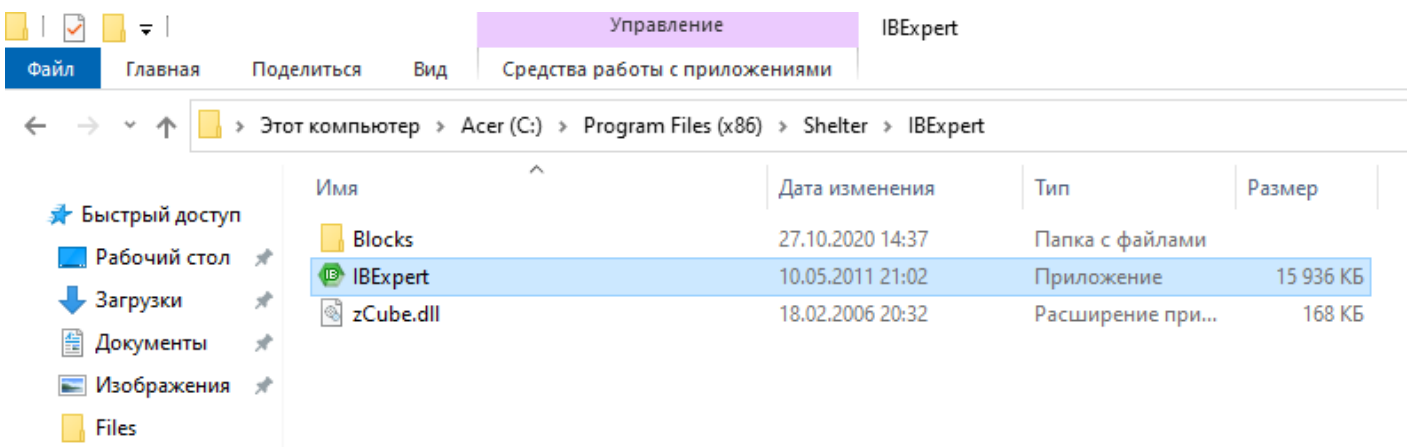 Управление
IBExpert
Файл
Главная
Поделиться
Вид
Средства работы с приложениями
Этот компьютер > Acer (C:) > Program Files (x86) > Shelter > IBExpert
Имя
Дата изменения
Тип
Размер
Быстрый доступ
Рабочий стол
Загрузки
Документы
Изображения
Files
Blocks 27.10.2020 14:37 Папка с файлами
IBExpert 10.05.2011 21:02 Приложение 15 936 КБ
zCube.dll 18.02.2006 20:32 Расширение при... 168 КБ